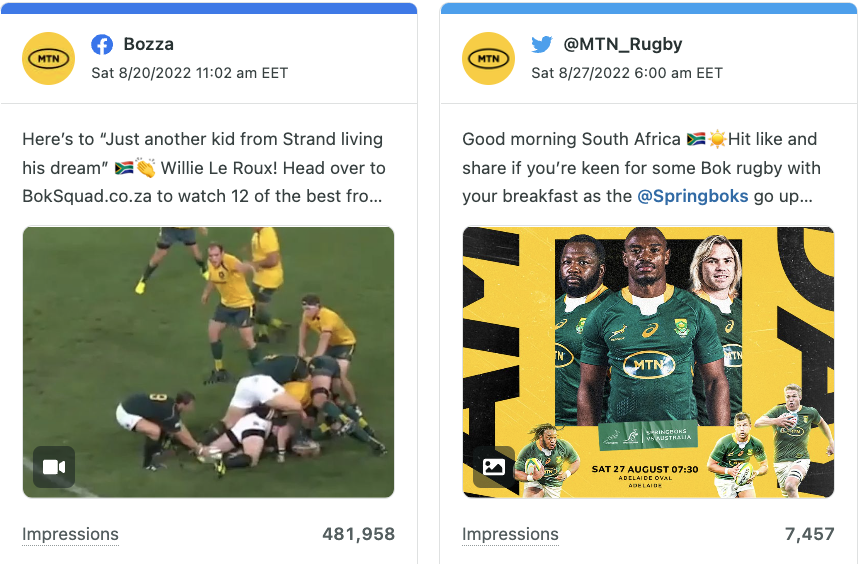 MTN
Bozza
Sat 8/20/2022 11:02 am EET
Here’s to “Just another kid from Strand living
his dream” 🇿🇦👏 Willie Le Roux! Head over to
BokSquad.co.za to watch 12 of the best fro...
9
Impressions
481,958
MTN
@MTN_Rugby
Sat 8/27/2022 6:00 am EET
Good morning South Africa 🇿🇦☀️Hit like and
share if you’re keen for some Bok rugby with
your breakfast as the @Springboks go up...
MTN
SPRINGBOKS
VS AUSTRALIA
SAT 27 AUGUST 07:30
ADELAIDE OVAL
ADELAIDE
Impressions
7,457